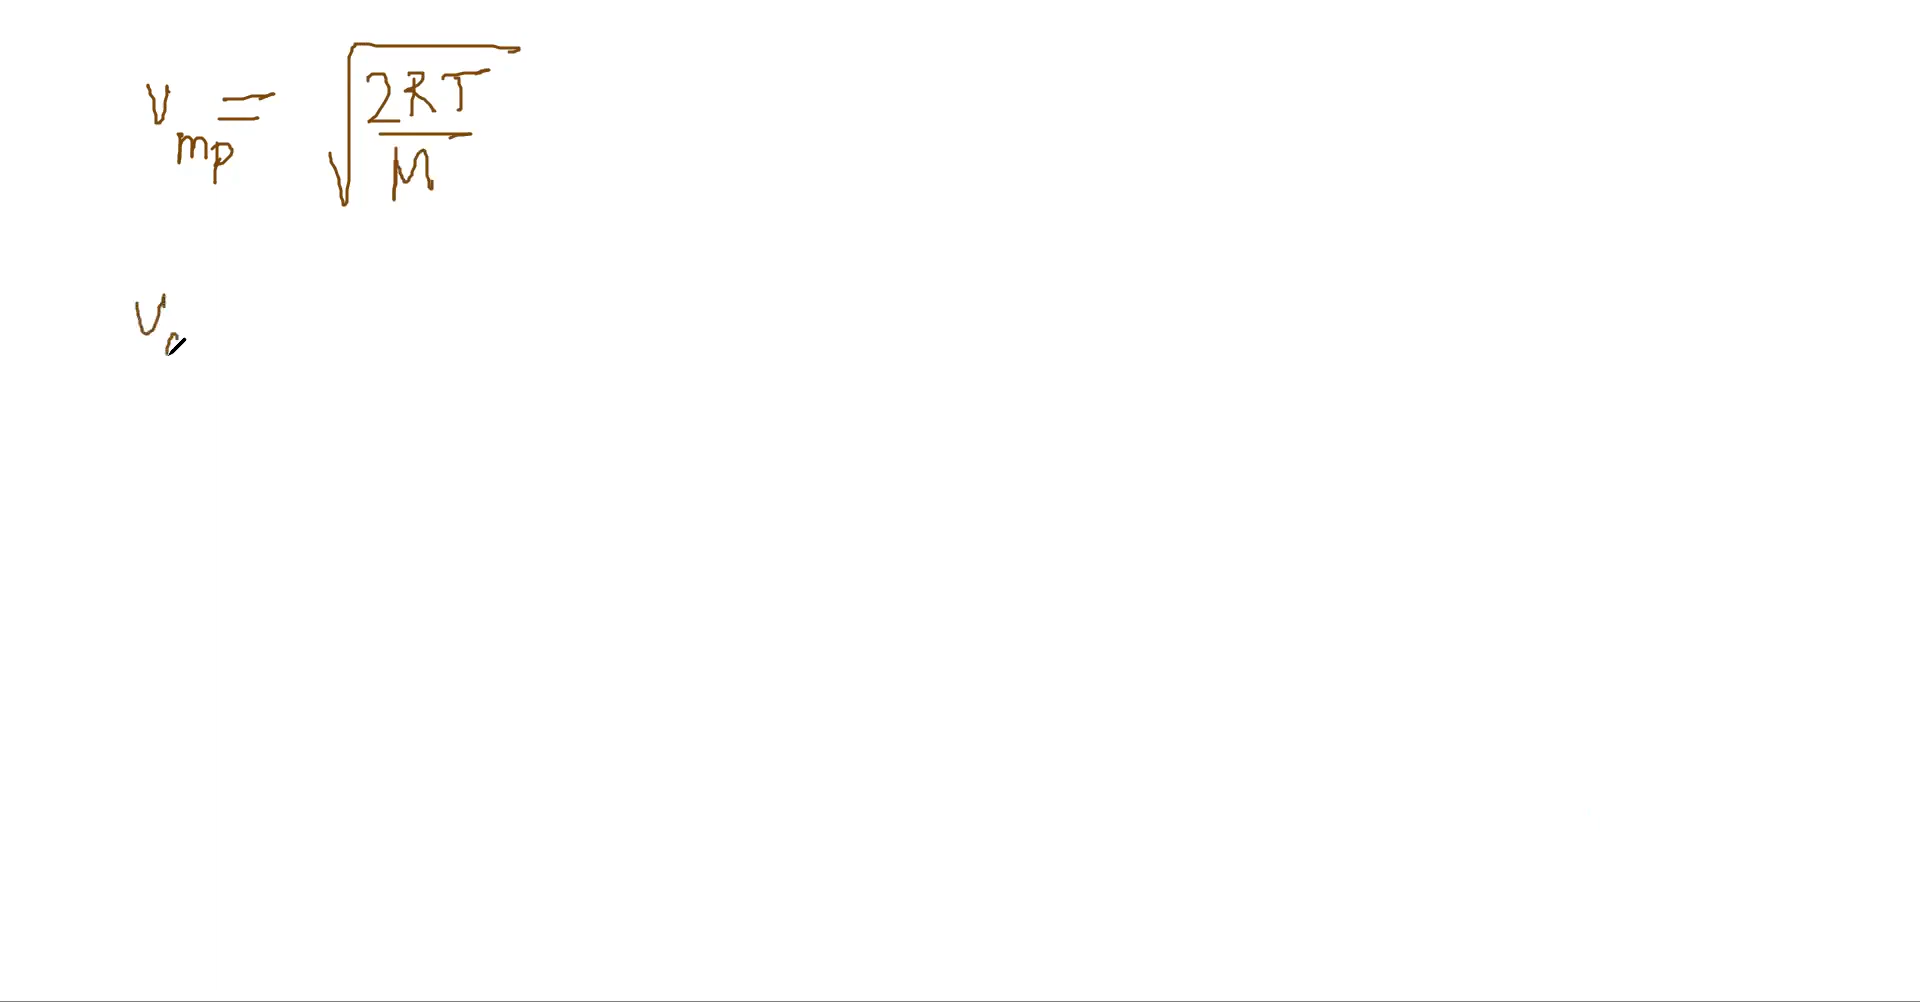 V_mp = √(2RT/M)
V